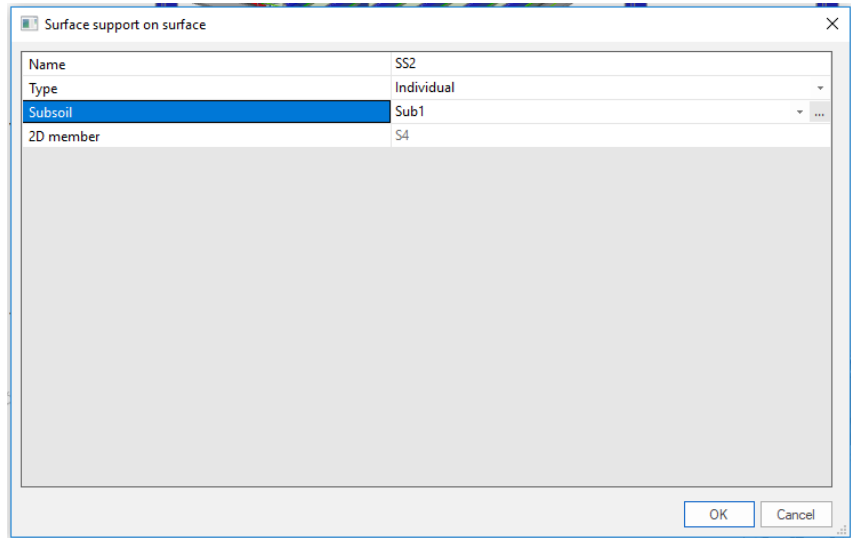 Surface support on surface
Name SS2
Type Individual
Subsoil Sub1 ...
2D member S4
OK Cancel